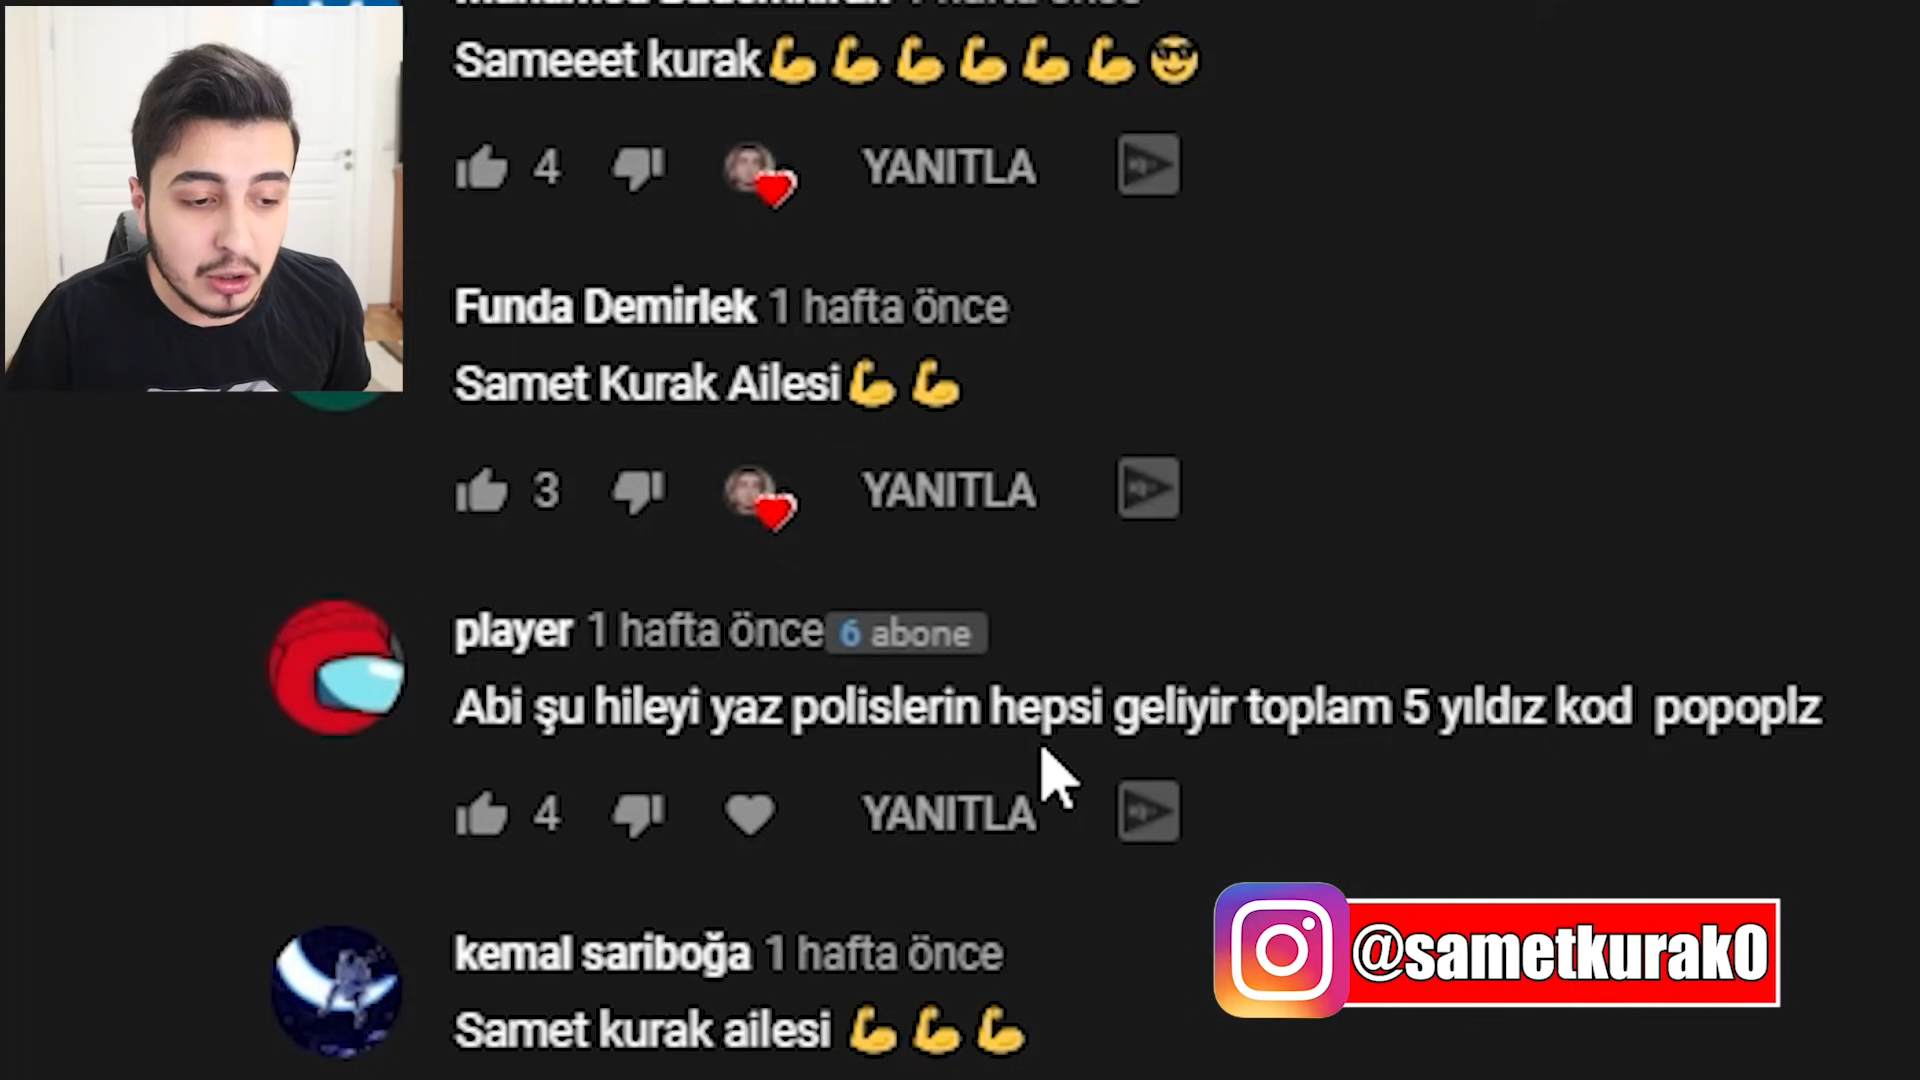 Sameeet kurak💪💪💪💪💪💪😎
4 YANITLA
Funda Demirlek 1 hafta önce
Samet Kurak Ailesi💪💪
3 YANITLA
player 1 hafta önce 6 abone
Abi şu hileyi yaz polislerin hepsi geliyir toplam 5 yıldız kod popoplz
4 YANITLA
kemal sariboğa 1 hafta önce
Samet kurak ailesi 💪💪💪
@sametkurak0